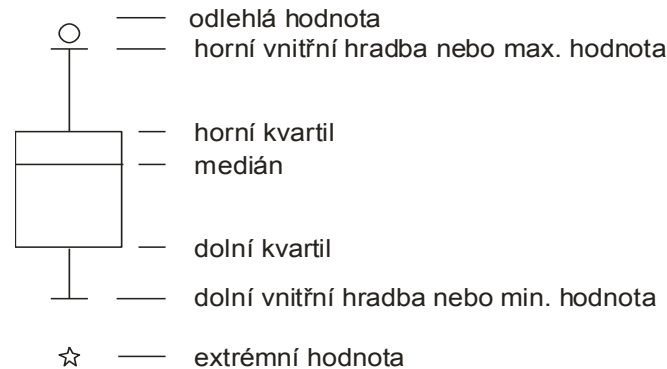 odlehlá hodnota
horní vnitřní hradba nebo max. hodnota
horní kvartil
medián
dolní kvartil
dolní vnitřní hradba nebo min. hodnota
extrémní hodnota